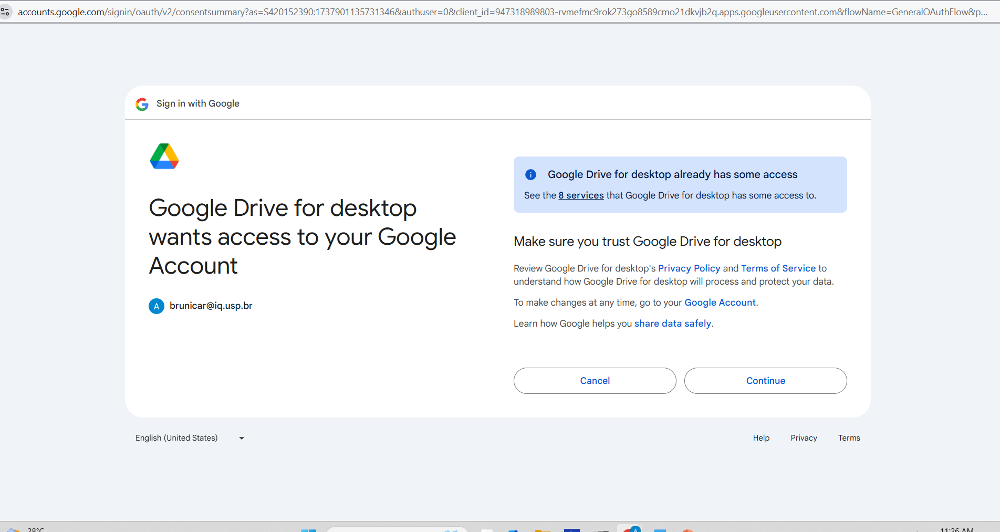 accounts.google.com/signin/oauth/v2/consentsummary?as=S420152390:1737901135731346&authuser=0&client_id=947318989803-rvmefmc9rok273go8589cmo21dkvjb2q.apps.googleusercontent.com&flowName=GeneralOAuthFlow&p...
Sign in with Google
Google Drive for desktop
wants access to your Google
Account
A brunicar@iq.usp.br
Google Drive for desktop already has some access
See the 8 services that Google Drive for desktop has some access to.
Make sure you trust Google Drive for desktop
Review Google Drive for desktop's Privacy Policy and Terms of Service to
understand how Google Drive for desktop will process and protect your data.
To make changes at any time, go to your Google Account.
Learn how Google helps you share data safely.
Cancel Continue
English (United States) Help Privacy Terms
28°C 11:26 AM